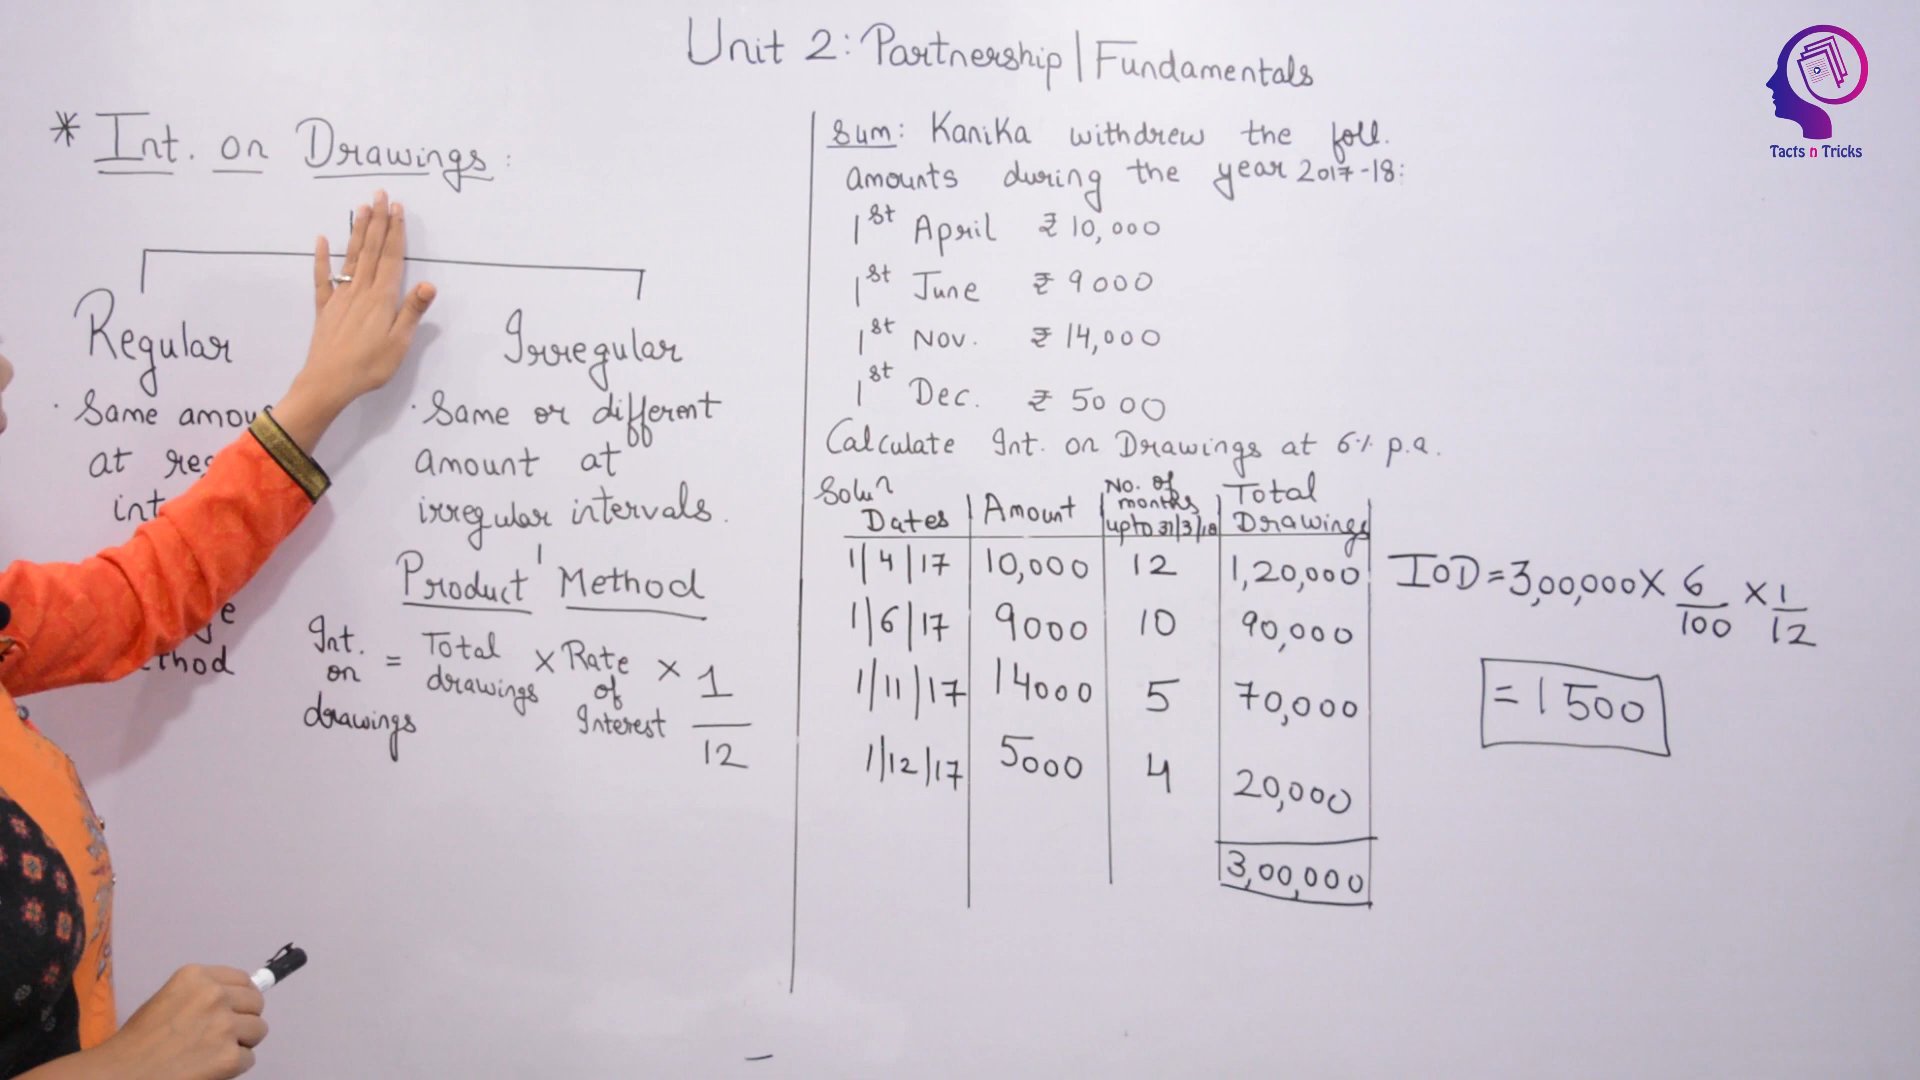 Unit 2: Partnership | Fundamentals
Tacts n Tricks
* Int. on Drawings:
Regular
· Same
at
Irregular
· Same or different
amount at
irregular intervals.
Product Method
Int. on drawings = Total drawings × Rate of Interest × 1/12
Sum: Kanika withdrew the foll.
amounts during the year 2017-18:
1st April ₹ 10,000
1st June ₹ 9000
1st Nov. ₹ 14,000
1st Dec. ₹ 5000
Calculate Int. on Drawings at 6% p.a.
Solun
Dates | Amount | No. of months upto 31/3/18 | Total Drawings
1/4/17 10,000 12 1,20,000
1/6/17 9000 10 90,000
1/11/17 14000 5 70,000
1/12/17 5000 4 20,000
3,00,000
IOD = 3,00,000 × 6/100 × 1/12
= 1500